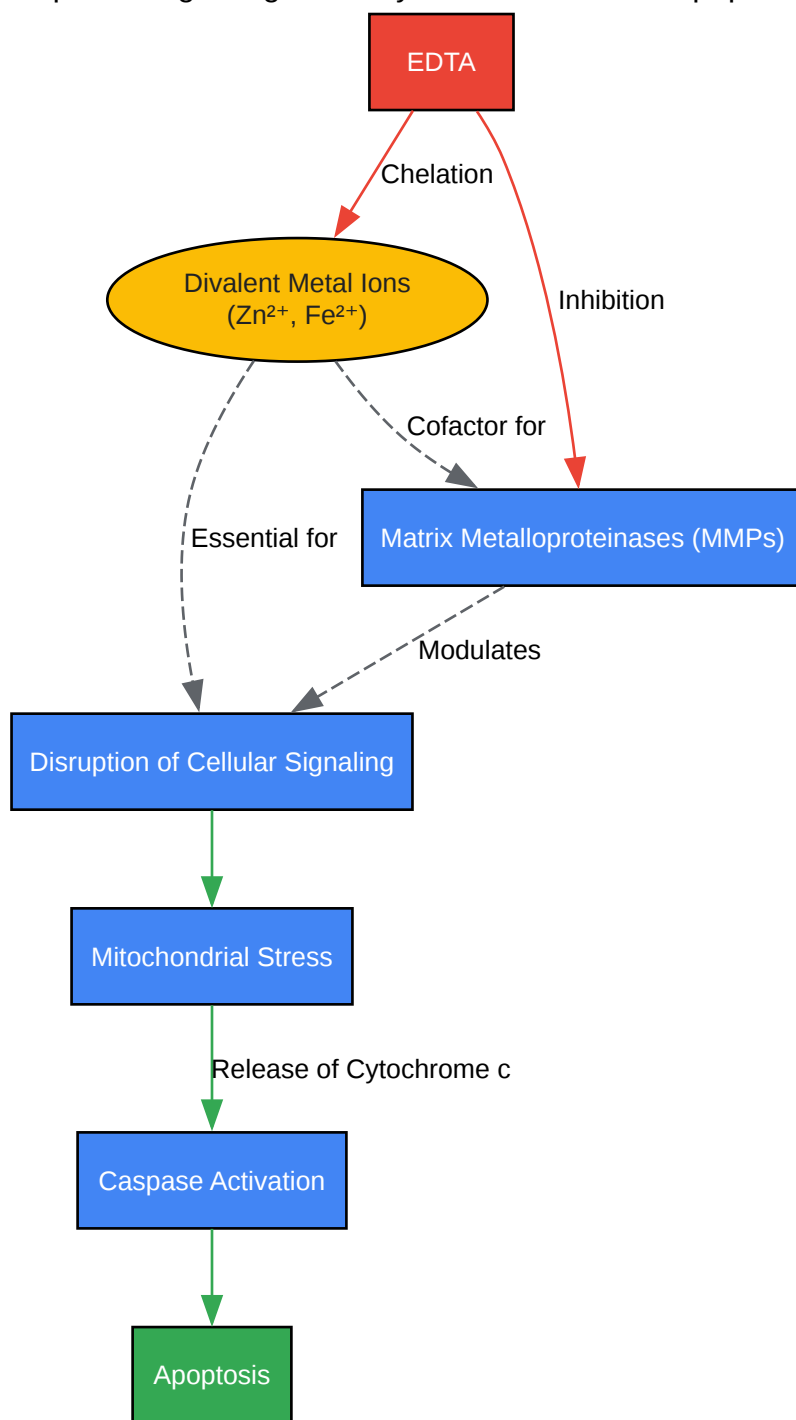 EDTA
Chelation
Divalent Metal Ions
(Zn²⁺, Fe²⁺)
Inhibition
Cofactor for
Matrix Metalloproteinases (MMPs)
Essential for
Modulates
Disruption of Cellular Signaling
Mitochondrial Stress
Release of Cytochrome c
Caspase Activation
Apoptosis